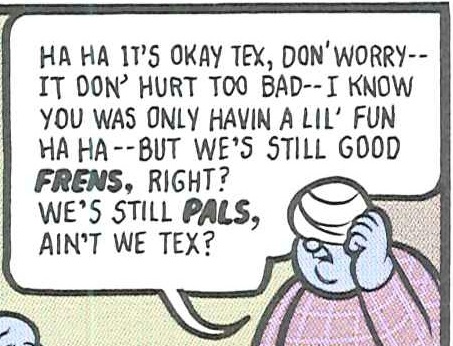 HA HA IT'S OKAY TEX, DON'WORRY--
IT DON' HURT TOO BAD--I KNOW
YOU WAS ONLY HAVIN A LIL' FUN
HA HA--BUT WE'S STILL GOOD
FRENS, RIGHT?
WE'S STILL PALS,
AIN'T WE TEX?